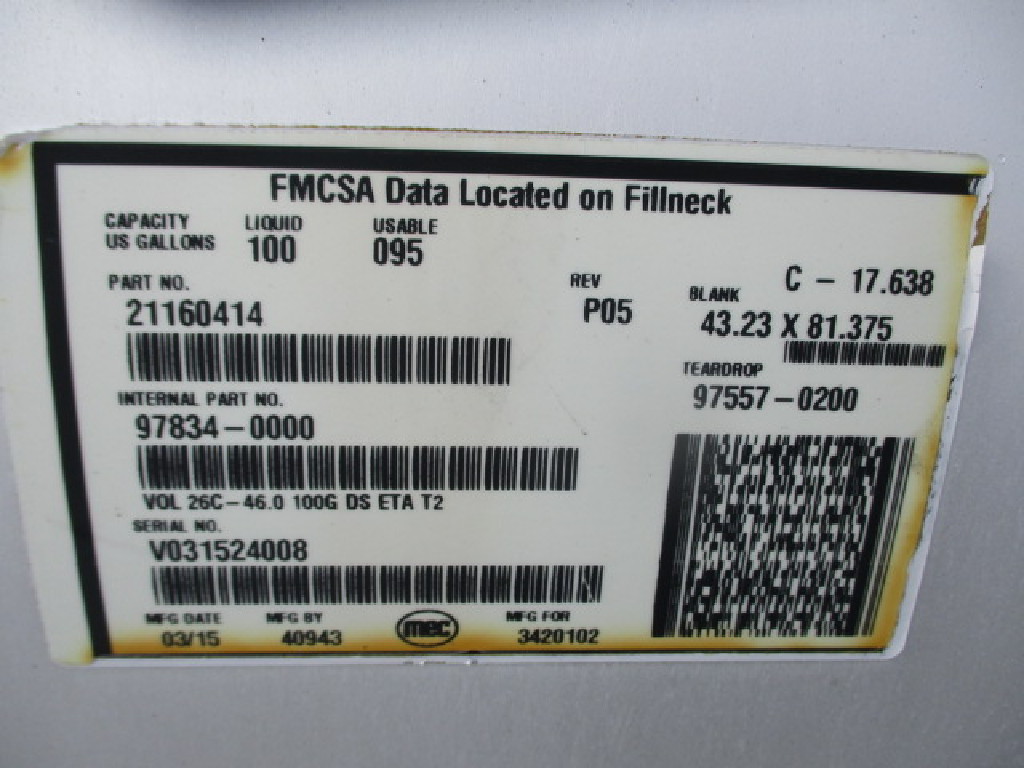 FMCSA Data Located on Fillneck
CAPACITY
US GALLONS
LIQUID
100
USABLE
095
PART NO.
21160414
REV
P05
C - 17.638
BLANK
43.23 X 81.375
TEARDROP
97557-0200
INTERNAL PART NO.
97834-0000
VOL 26C-46.0 100G DS ETA T2
SERIAL NO.
V031524008
MFG DATE
03/15
MFG BY
40943
mec
MFG FOR
3420102